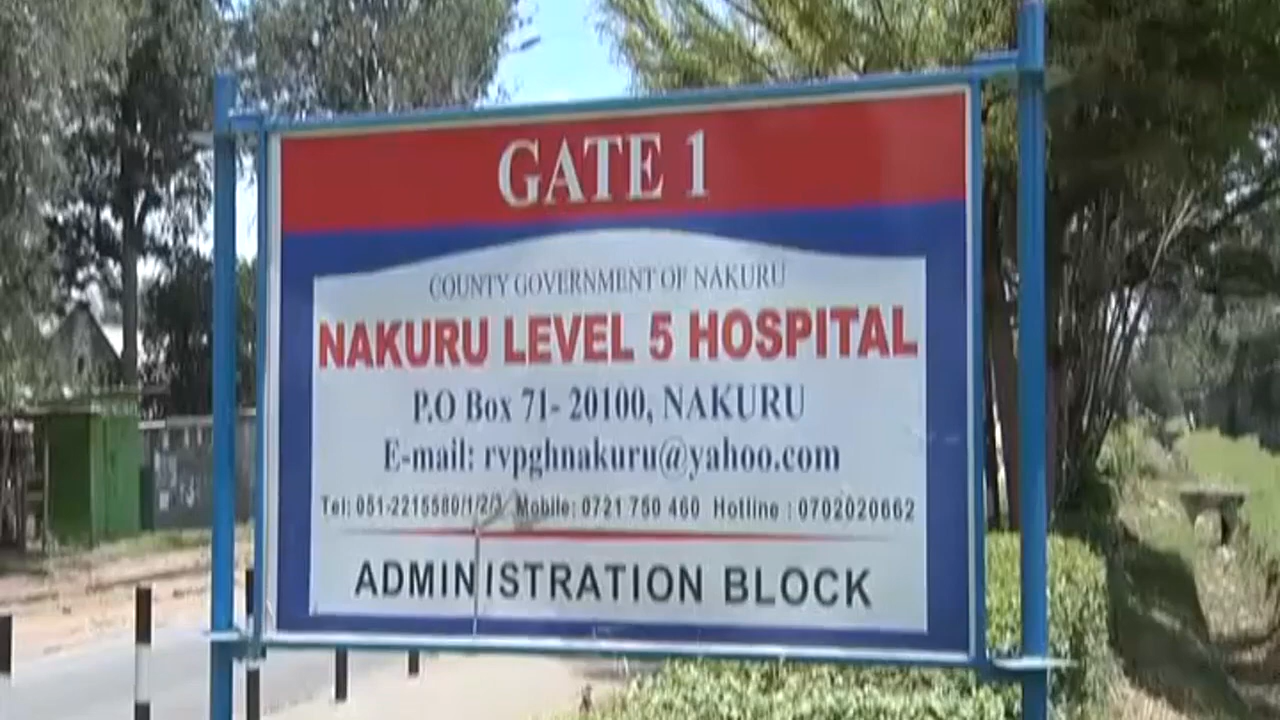 GATE 1
COUNTY GOVERNMENT OF NAKURU
NAKURU LEVEL 5 HOSPITAL
P.O Box 71- 20100, NAKURU
E-mail: rvpghnakuru@yahoo.com
Tel: 051-2215580/1/2/3 Mobile: 0721 750 460 Hotline : 0702020662
ADMINISTRATION BLOCK